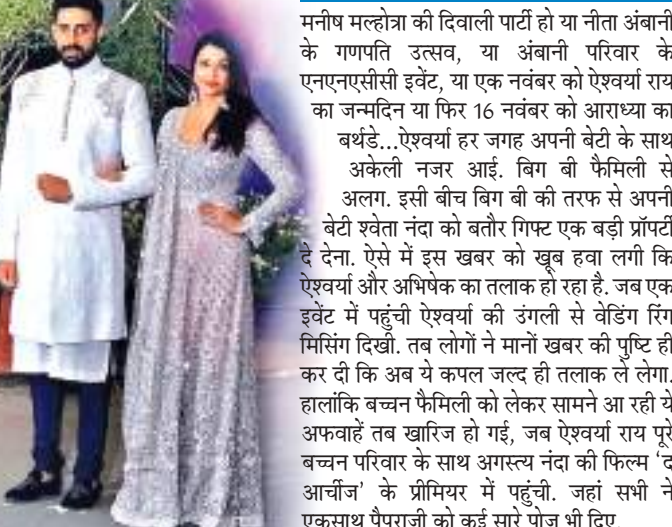 मनीष मल्होत्रा की दिवाली पार्टी हो या नीता अंबानी
के गणपति उत्सव, या अंबानी परिवार के
एनएनएसीसी इवेंट, या एक नवंबर को ऐश्वर्या राय
का जन्मदिन या फिर 16 नवंबर को आराध्या का
बर्थडे...ऐश्वर्या हर जगह अपनी बेटी के साथ
अकेली नजर आई. बिग बी फैमिली से
अलग. इसी बीच बिग बी की तरफ से अपनी
बेटी श्वेता नंदा को बतौर गिफ्ट एक बड़ी प्रॉपर्टी
दे देना. ऐसे में इस खबर को खूब हवा लगी कि
ऐश्वर्या और अभिषेक का तलाक हो रहा है. जब एक
इवेंट में पहुंची ऐश्वर्या की उंगली से वेडिंग रिंग
मिसिंग दिखी. तब लोगों ने मानों खबर की पुष्टि ही
कर दी कि अब ये कपल जल्द ही तलाक ले लेगा.
हालांकि बच्चन फैमिली को लेकर सामने आ रही ये
अफवाहें तब खारिज हो गई, जब ऐश्वर्या राय पूरे
बच्चन परिवार के साथ अगस्त्य नंदा की फिल्म ‘द
आर्चीज’ के प्रीमियर में पहुंची. जहां सभी ने
एकसाथ पैपराजी को कई सारे पोज भी दिए